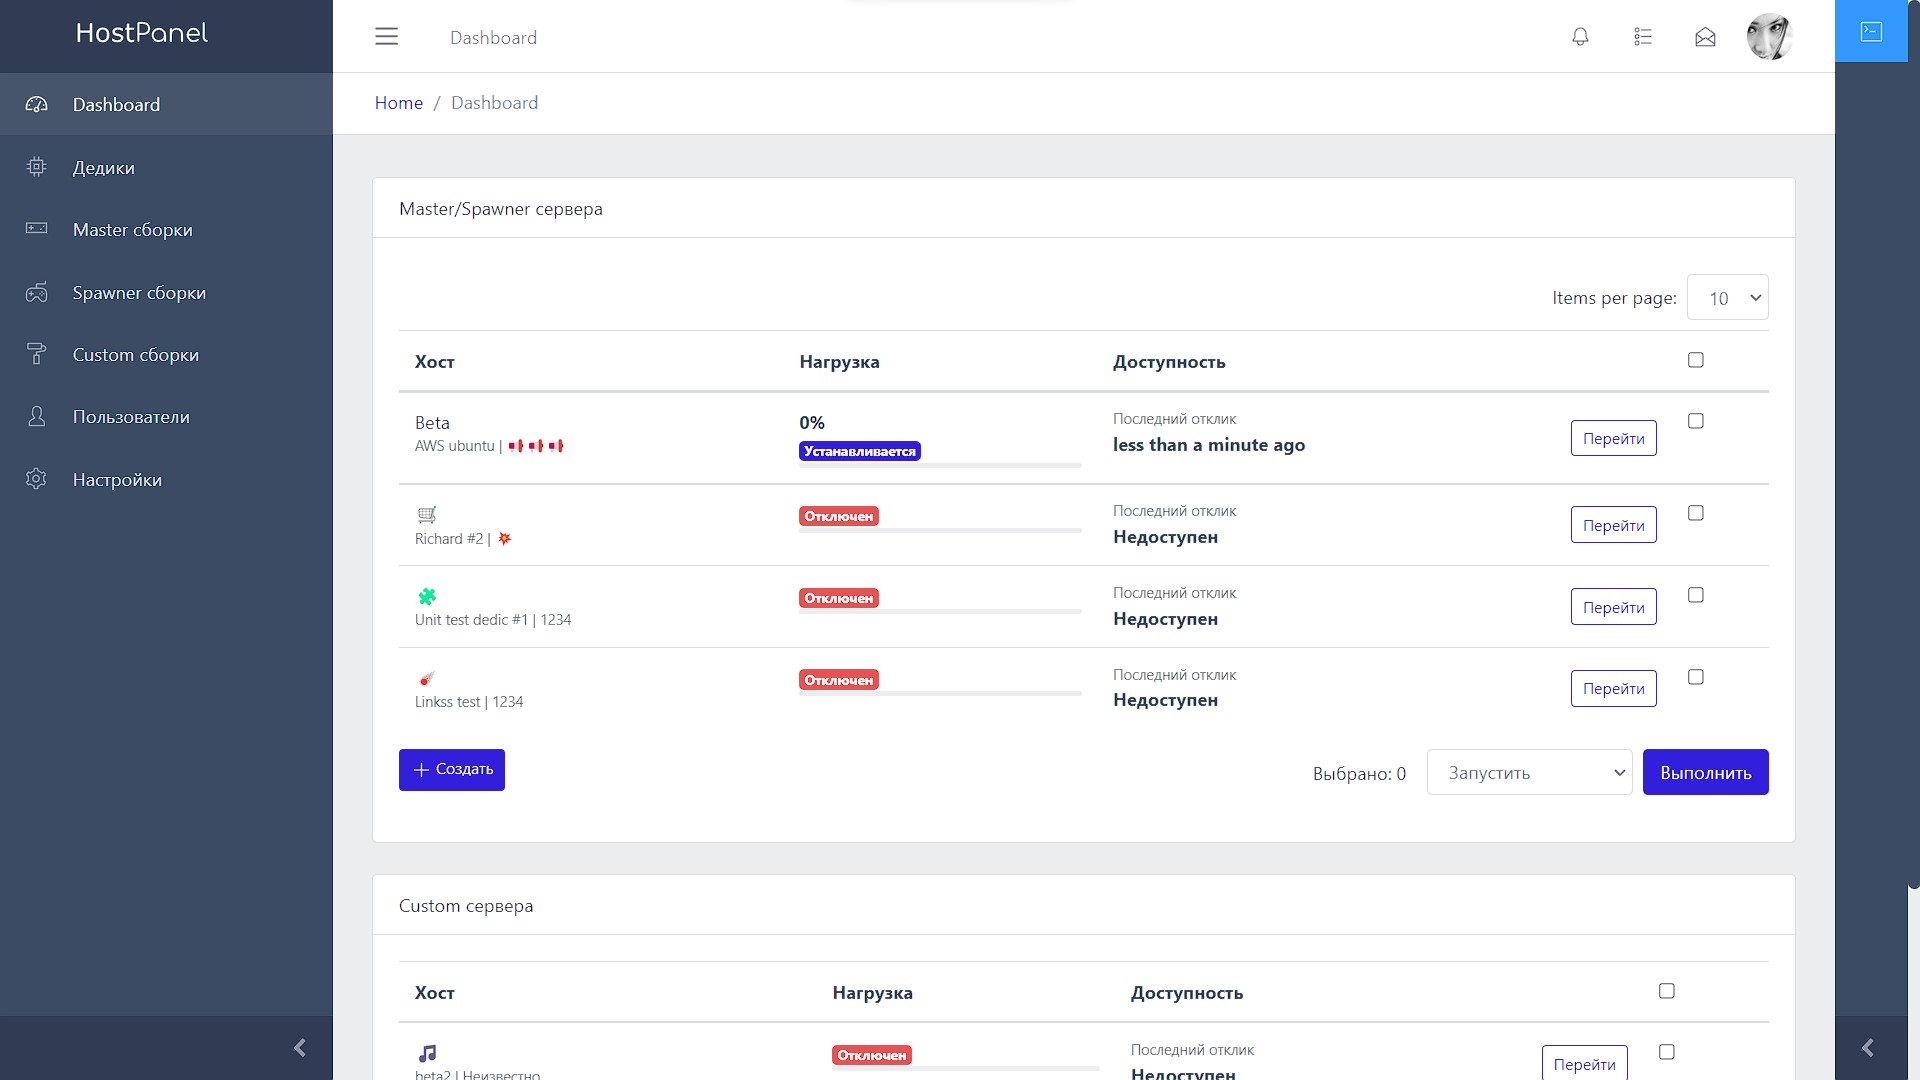 HostPanel
Dashboard
Home / Dashboard
Dashboard
Дедики
Master сборки
Spawner сборки
Custom сборки
Пользователи
Настройки
Master/Spawner сервера
Items per page: 10
Хост Нагрузка Доступность
Beta 0% Последний отклик
AWS ubuntu | Устанавливается less than a minute ago Перейти
Отключен Последний отклик
Richard #2 | Недоступен Перейти
Отключен Последний отклик
Unit test dedic #1 | 1234 Недоступен Перейти
Отключен Последний отклик
Linkss test | 1234 Недоступен Перейти
Создать Выбрано: 0 Запустить Выполнить
Custom сервера
Хост Нагрузка Доступность
Отключен Последний отклик
beta2 | Неизвестно Недоступен Перейти